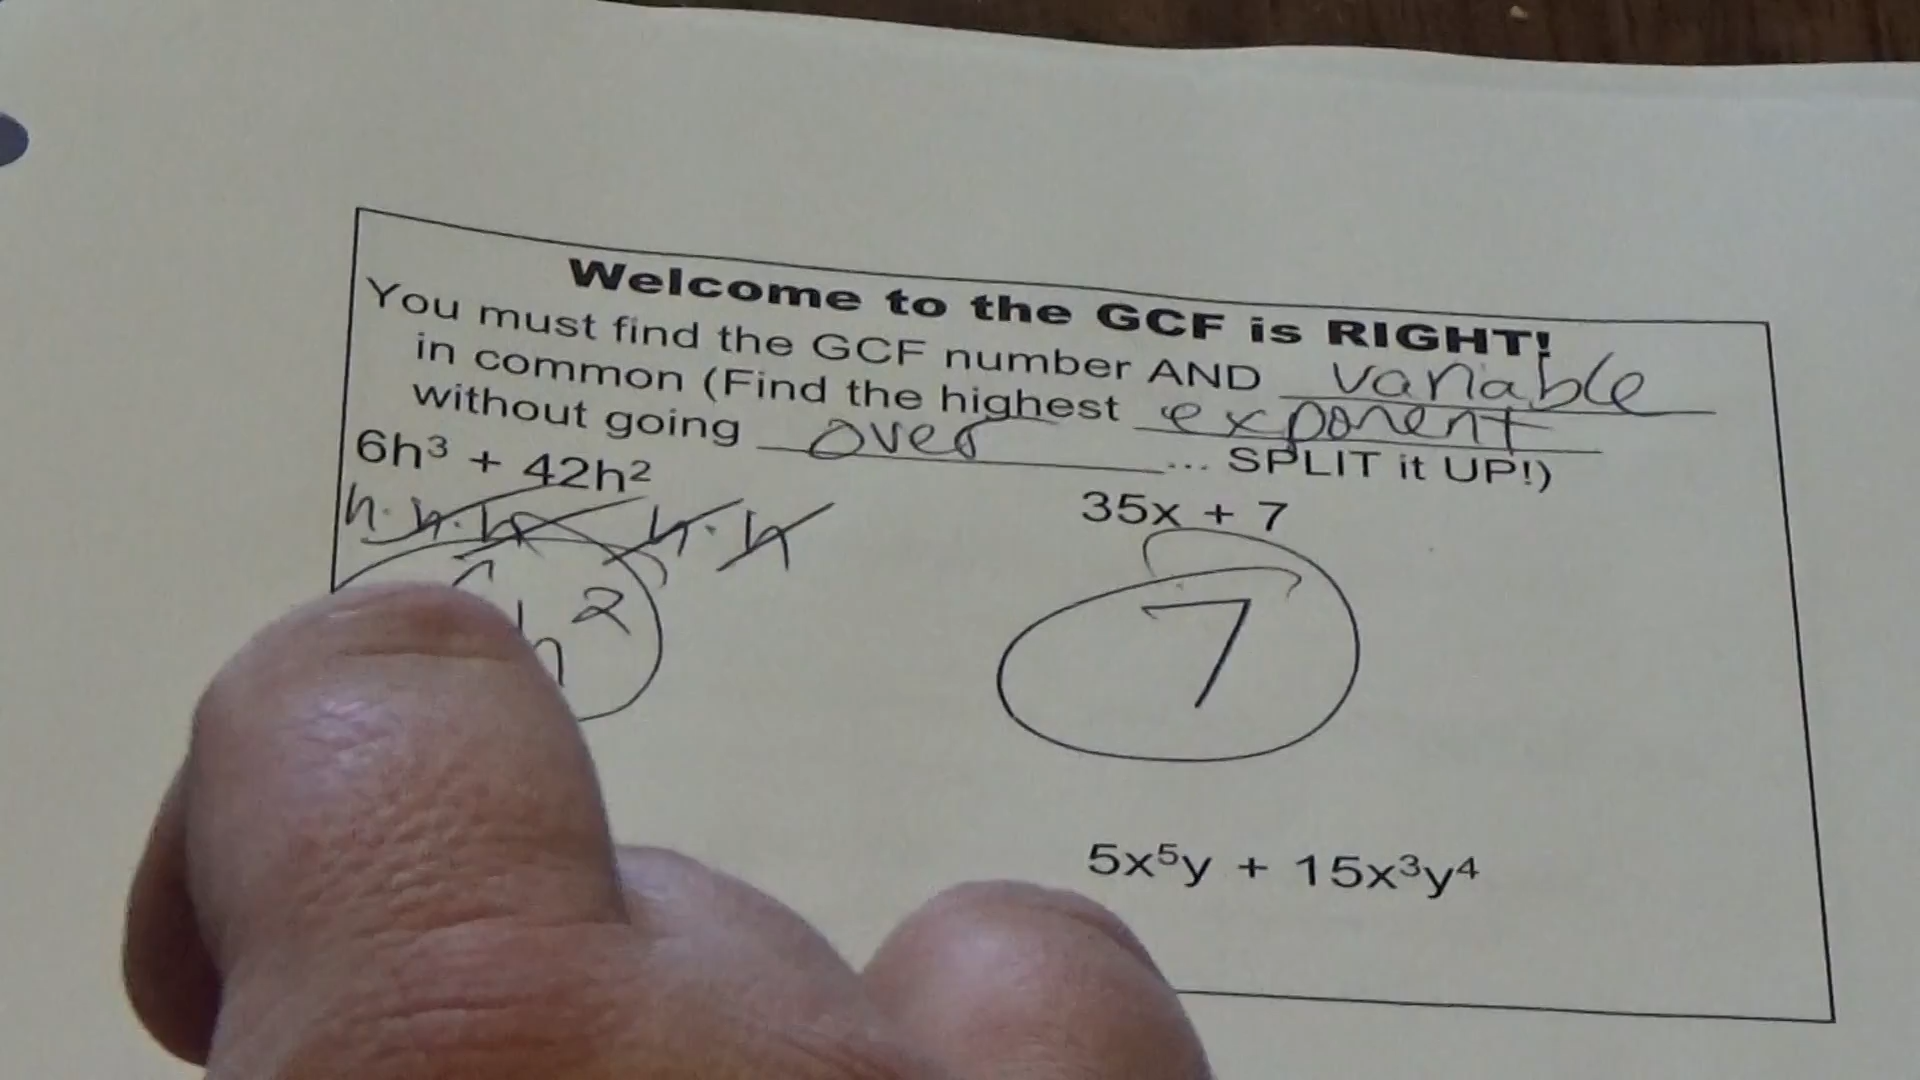 Welcome to the GCF is RIGHT!
You must find the GCF number AND variable
in common (Find the highest exponent
without going over ... SPLIT it UP!)
6h³ + 42h²
35x + 7
h·h·h h·h
h²
7
5x⁵y + 15x³y⁴